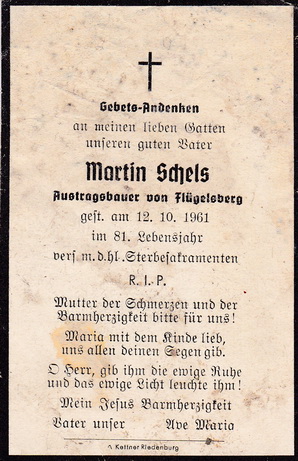 Gebets-Andenken
an meinen lieben Gatten
unseren guten Vater
Martin Schels
Austragsbauer von Flügelsberg
gest. am 12. 10. 1961
im 81. Lebensjahr
vers. m. d. hl. Sterbesakramenten
R. I. P.
Mutter der Schmerzen und der
Barmherzigkeit bitte für uns!
Maria mit dem Kinde lieb,
uns allen deinen Segen gib.
O Herr, gib ihm die ewige Ruhe
und das ewige Licht leuchte ihm!
Mein Jesus Barmherzigkeit
Vater unser Ave Maria
Kettner Riedenburg